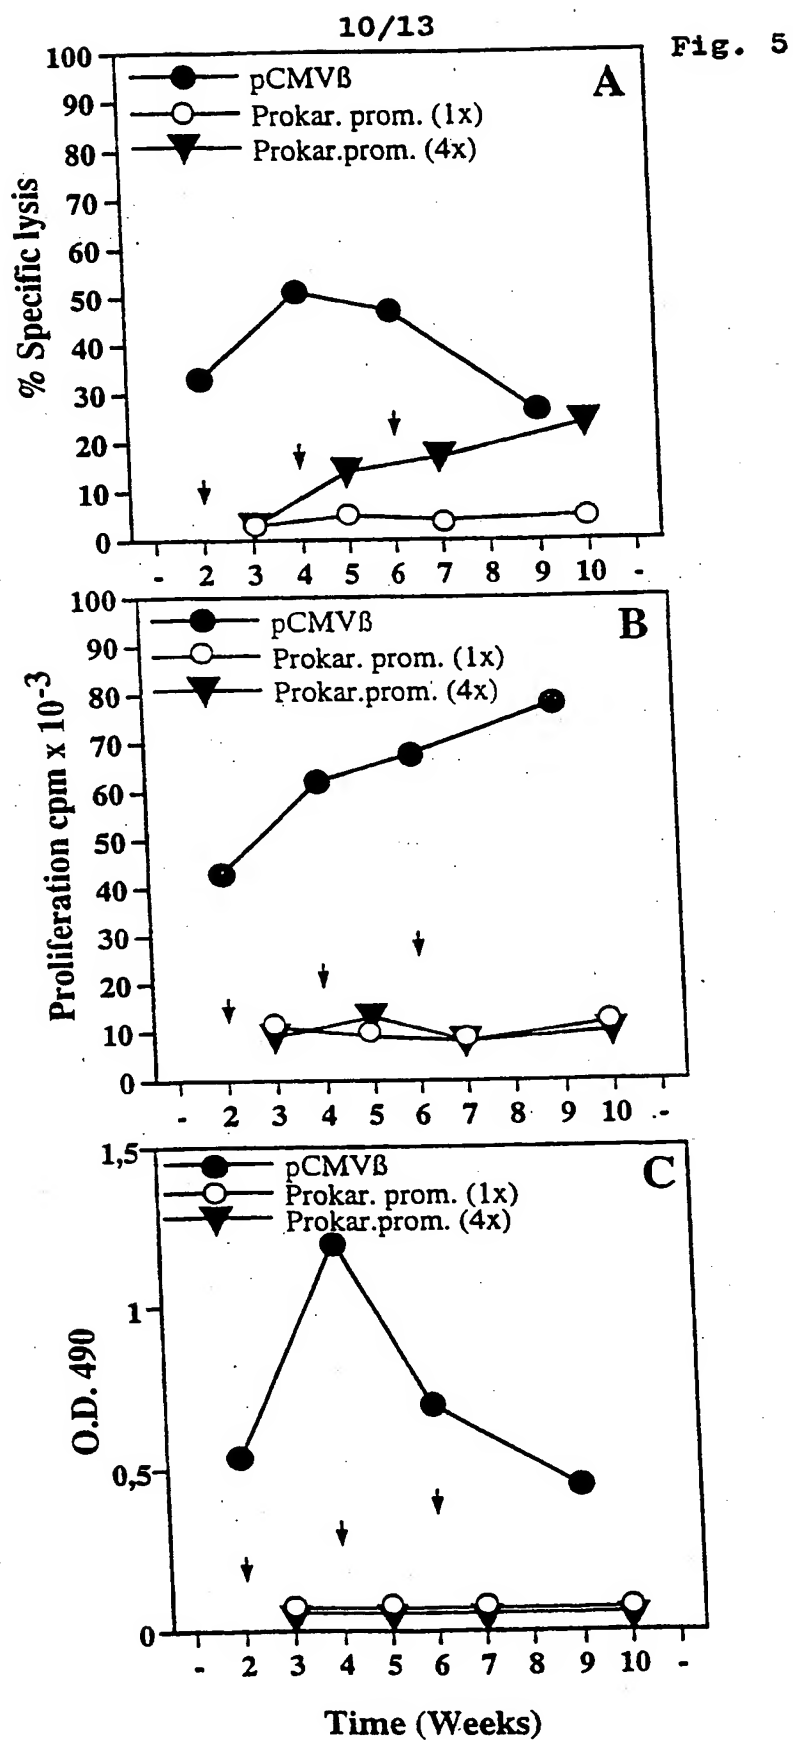 10/13
Fig. 5
A
pCMVß
Prokar. prom. (1x)
Prokar.prom. (4x)
% Specific lysis
100
90
80
70
60
50
40
30
20
10
0
- 2 3 4 5 6 7 8 9 10 -
B
pCMVß
Prokar. prom. (1x)
Prokar.prom. (4x)
Proliferation cpm x 10-3
100
90
80
70
60
50
40
30
20
10
0
- 2 3 4 5 6 7 8 9 10 -
C
pCMVß
Prokar. prom. (1x)
Prokar.prom. (4x)
O.D. 490
1,5
1
0,5
0
- 2 3 4 5 6 7 8 9 10 -
Time (Weeks)